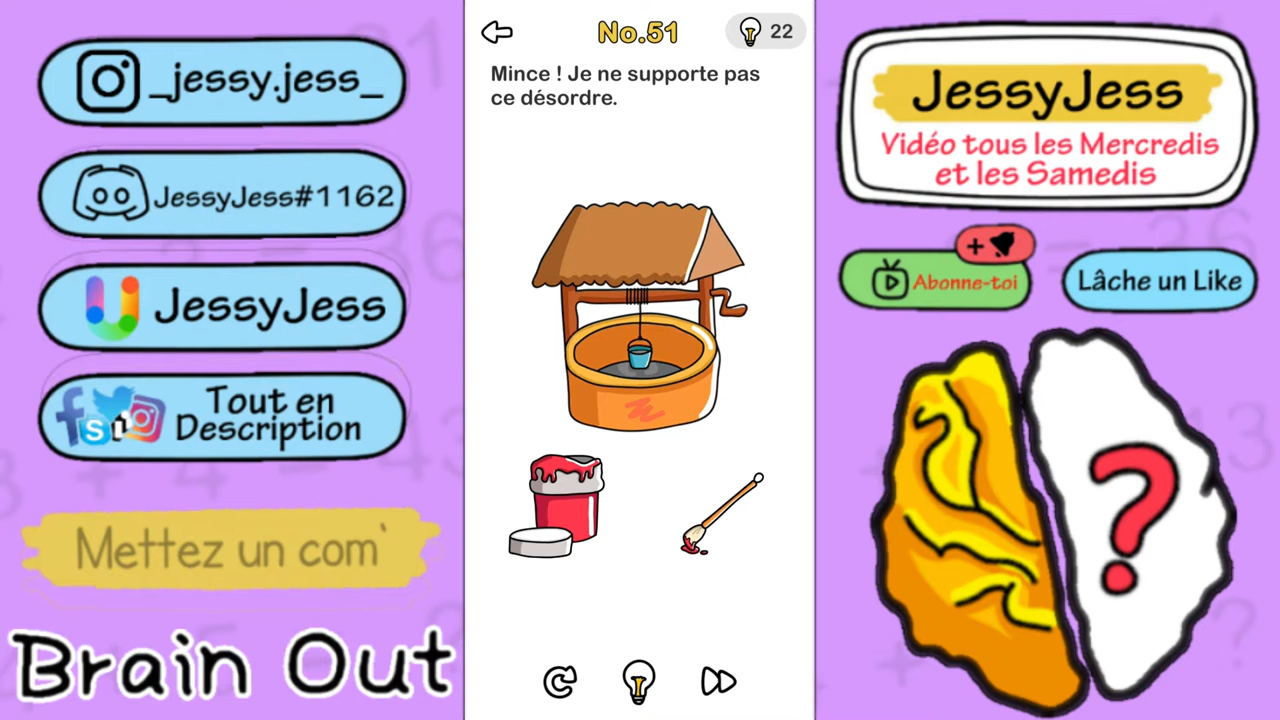 _jessy.jess_
JessyJess#1162
JessyJess
Tout en
Description
Mettez un com'
Brain Out
No.51
22
Mince ! Je ne supporte pas
ce désordre.
JessyJess
Vidéo tous les Mercredis
et les Samedis
+
Abonne-toi
Lâche un Like
?